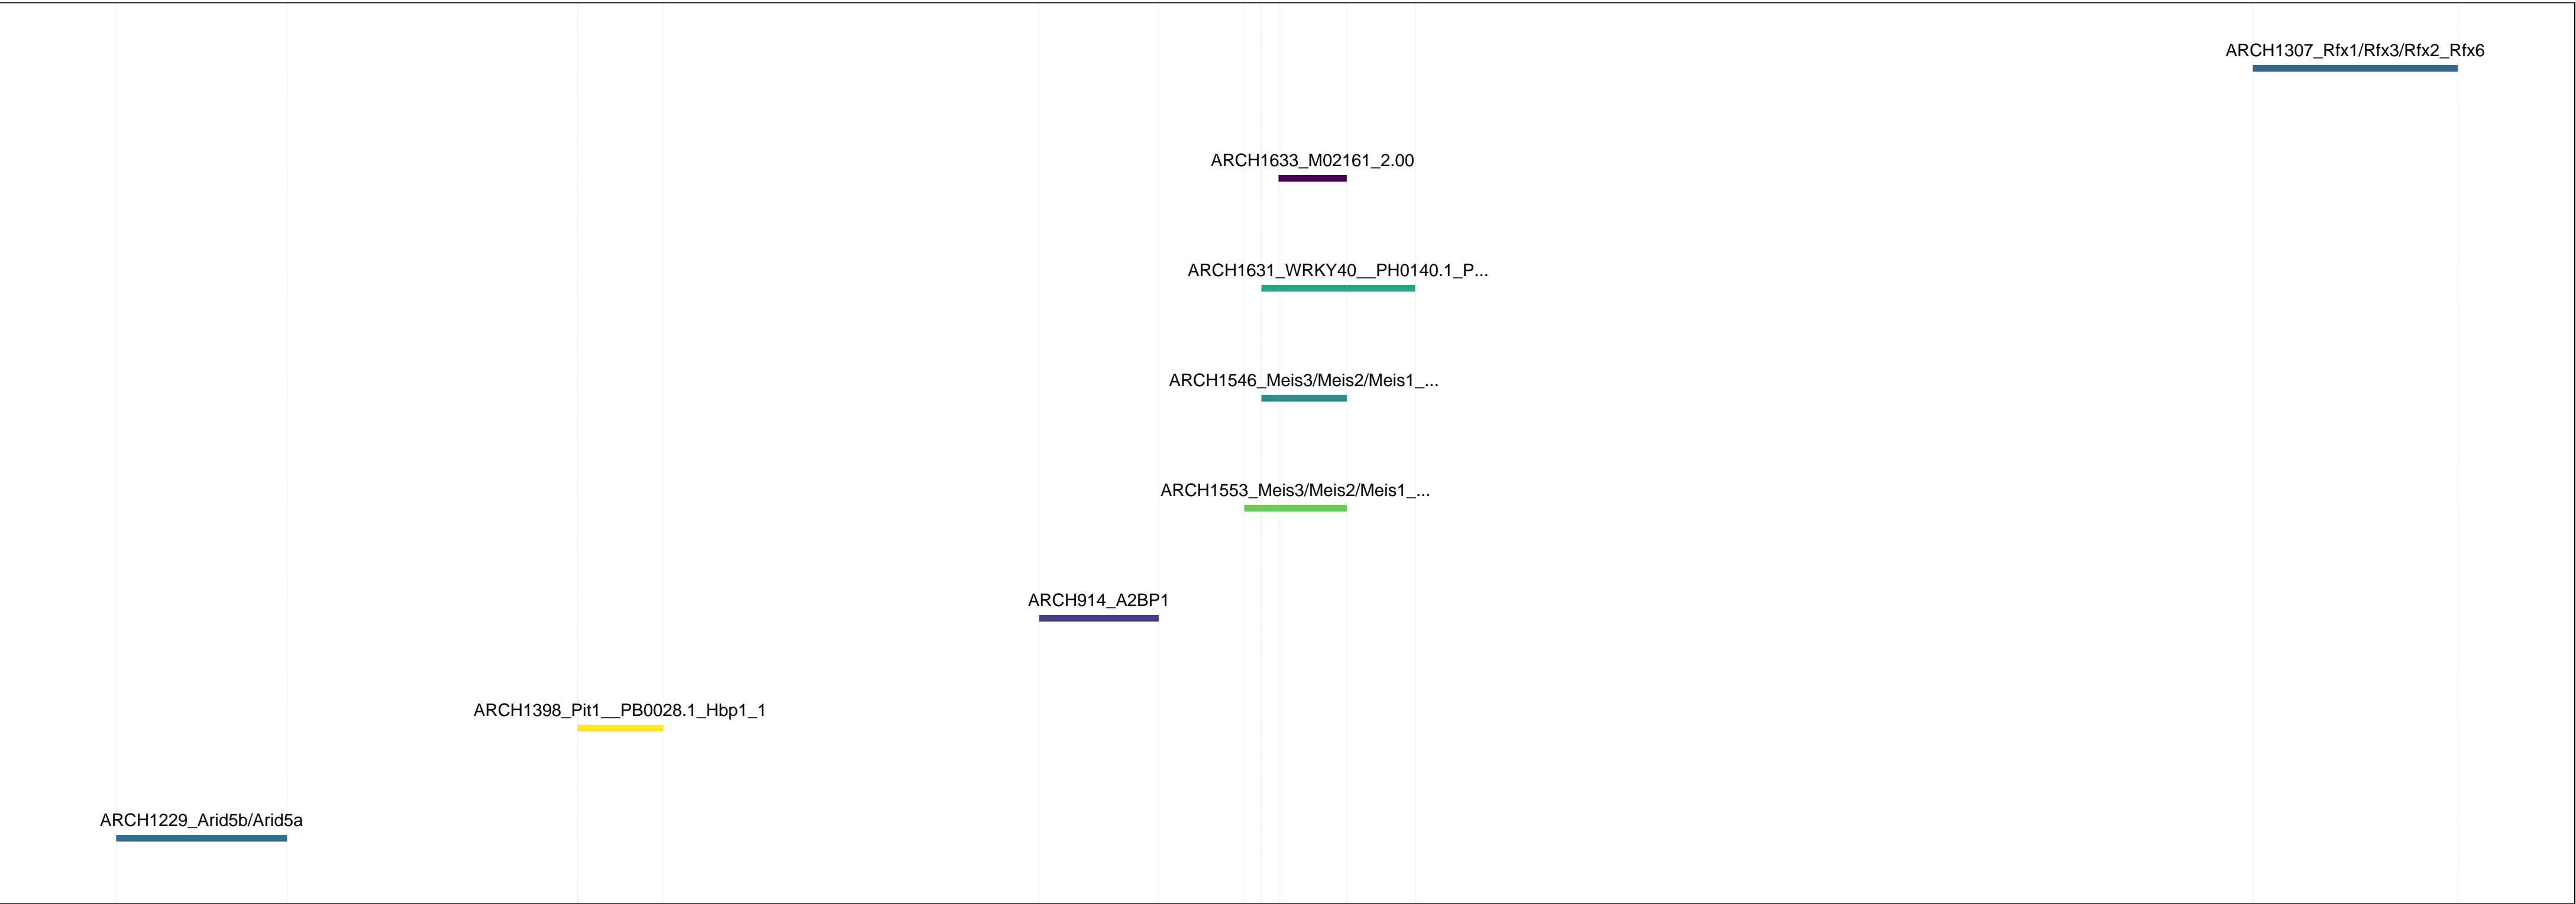 ARCH1307_Rfx1/Rfx3/Rfx2_Rfx6
ARCH1633_M02161_2.00
ARCH1631_WRKY40__PH0140.1_P...
ARCH1546_Meis3/Meis2/Meis1_...
ARCH1553_Meis3/Meis2/Meis1_...
ARCH914_A2BP1
ARCH1398_Pit1__PB0028.1_Hbp1_1
ARCH1229_Arid5b/Arid5a